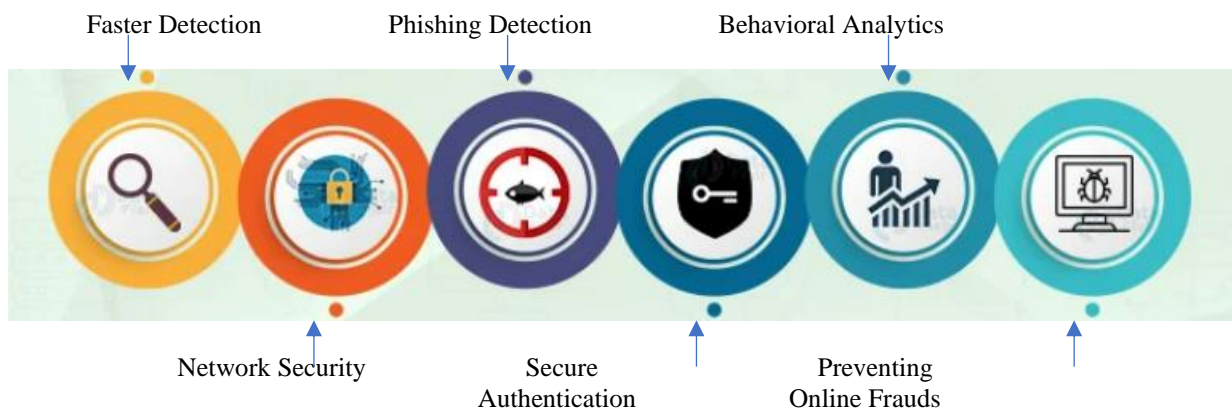 Faster Detection
Phishing Detection
Behavioral Analytics
Network Security
Secure
Authentication
Preventing
Online Frauds